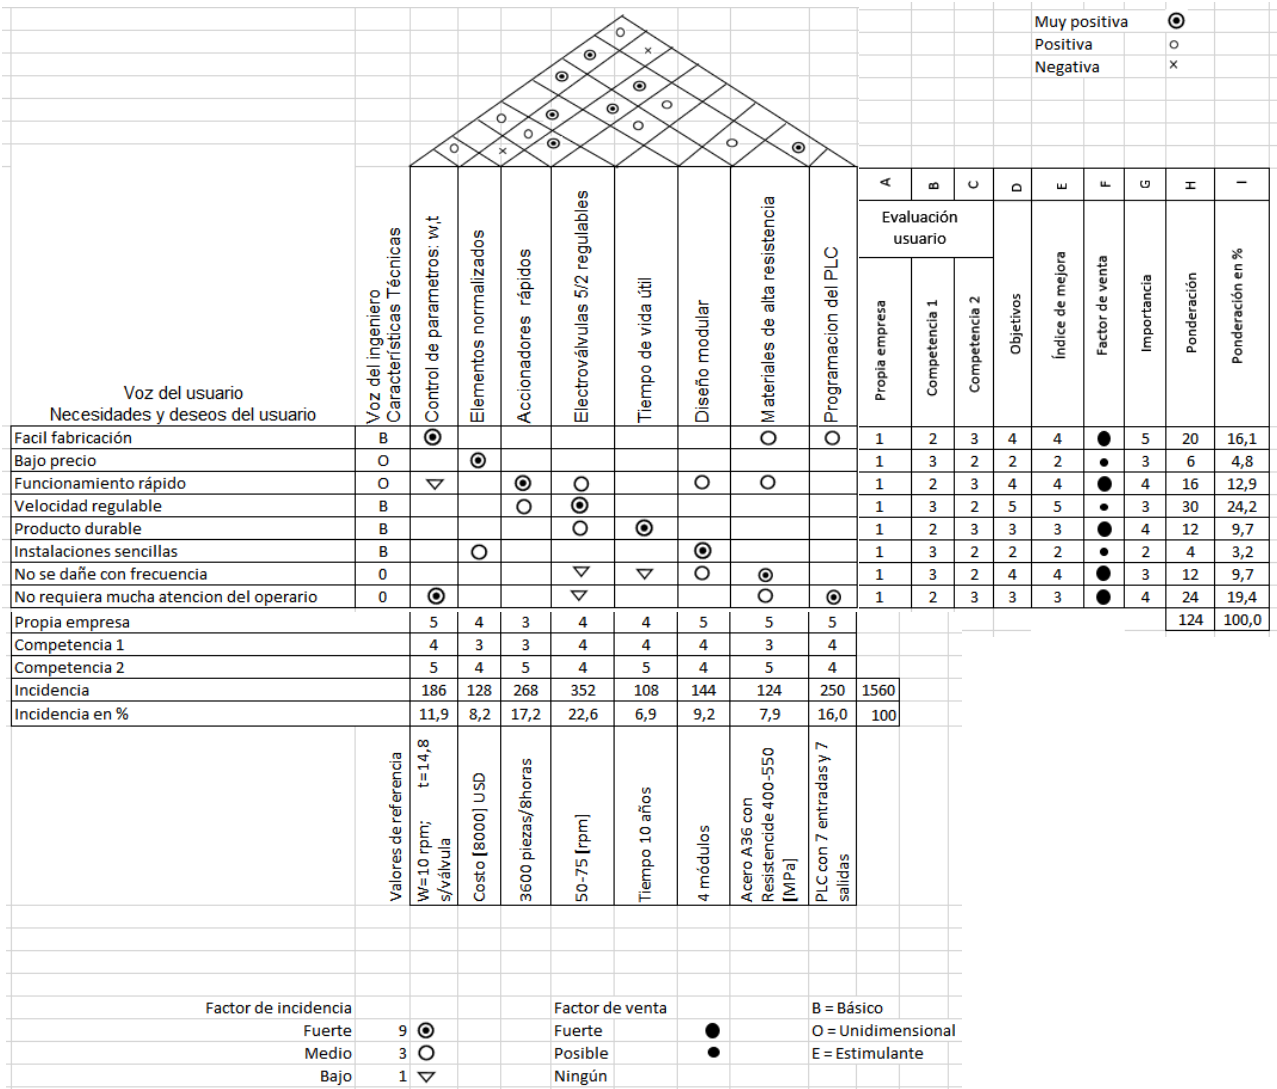 Muy positiva
Positiva
Negativa
A B C D E F G H I
Evaluación
usuario
Propia empresa
Competencia 1
Competencia 2
Objetivos
Índice de mejora
Factor de venta
Importancia
Ponderación
Ponderación en %
Voz del usuario
Necesidades y deseos del usuario
Voz del ingeniero
Características Técnicas
Control de parametros: w,t
Elementos normalizados
Accionadores rápidos
Electroválvulas 5/2 regulables
Tiempo de vida útil
Diseño modular
Materiales de alta resistencia
Programacion del PLC
Facil fabricación B 1 2 3 4 4 5 20 16,1
Bajo precio O 1 3 2 2 2 3 6 4,8
Funcionamiento rápido O 1 2 3 4 4 4 16 12,9
Velocidad regulable B 1 3 2 5 5 3 30 24,2
Producto durable B 1 2 3 3 3 4 12 9,7
Instalaciones sencillas B 1 3 2 2 2 2 4 3,2
No se dañe con frecuencia 0 1 3 2 4 4 3 12 9,7
No requiera mucha atencion del operario 0 1 2 3 3 3 4 24 19,4
Propia empresa 5 4 3 4 4 5 5 5 124 100,0
Competencia 1 4 3 3 4 4 4 3 4
Competencia 2 5 4 5 4 5 4 5 4
Incidencia 186 128 268 352 108 144 124 250 1560
Incidencia en % 11,9 8,2 17,2 22,6 6,9 9,2 7,9 16,0 100
Valores de referencia
W=10 rpm; t=14,8
s/válvula
Costo [8000] USD
3600 piezas/8horas
50-75 [rpm]
Tiempo 10 años
4 módulos
Acero A36 con
Resistencide 400-550
[MPa]
PLC con 7 entradas y 7
salidas
Factor de incidencia Factor de venta B = Básico
Fuerte 9 Fuerte O = Unidimensional
Medio 3 Posible E = Estimulante
Bajo 1 Ningún